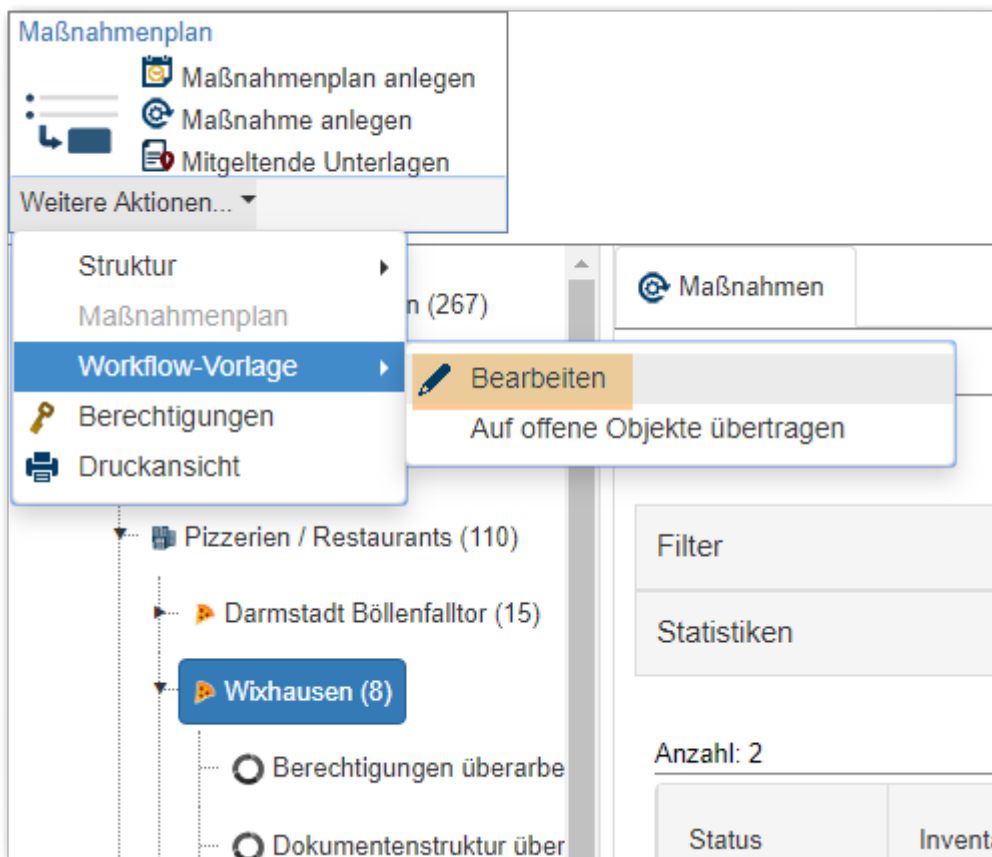 Maßnahmenplan
Maßnahmenplan anlegen
Maßnahme anlegen
Mitgeltende Unterlagen
Weitere Aktionen...
Struktur
Maßnahmenplan
Workflow-Vorlage
Berechtigungen
Druckansicht
n (267)
Maßnahmen
Bearbeiten
Auf offene Objekte übertragen
Pizzerien / Restaurants (110)
Darmstadt Böllenfalltor (15)
Wixhausen (8)
Berechtigungen überarbe
Dokumentenstruktur über
Filter
Statistiken
Anzahl: 2
Status Inventa